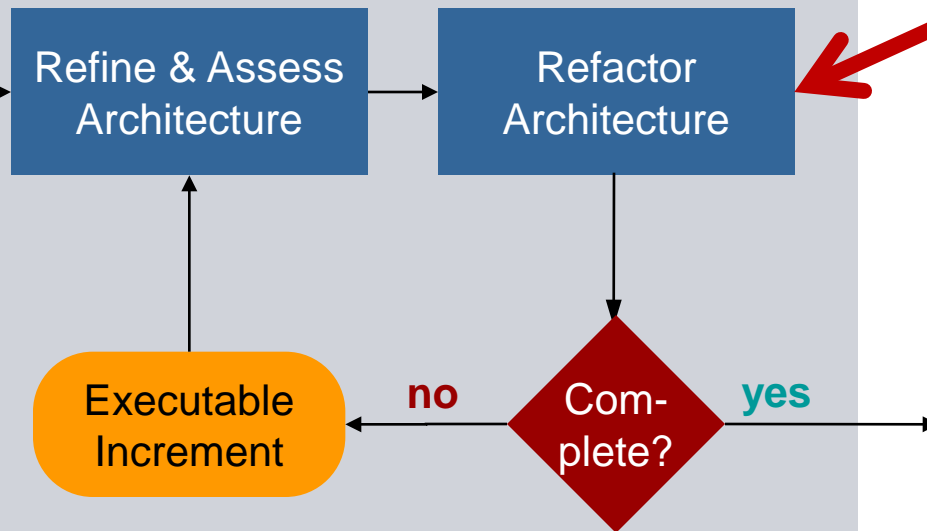 Refine & Assess
Architecture
Refactor
Architecture
Executable
Increment
no
Com-
plete?
yes